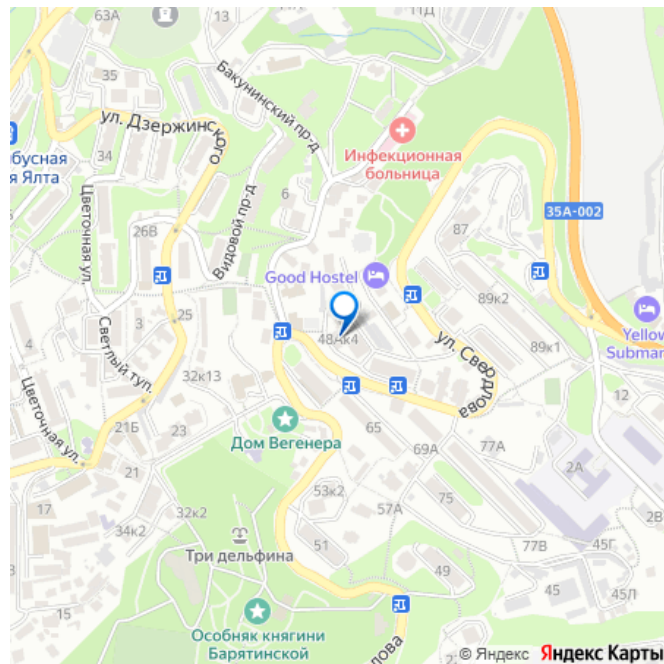 63А
11Д
35
Бакунинский пр-д
ул. Дзержинского
Инфекционная
больница
бусная
я Ялта
34
Цветочная ул.
6
35А-002
26В
Видовой пр-д
87
Good Hostel
89к2
4
25
48Ак4
ул. Свердлова
89к1
Yellow
Submar
3
Светлый туп.
32к13
12
Цветочная ул.
21Б
23
Дом Вегенера
65
69А
77А
21
2А
17
32к2
53к2
57А
75
34к2
Три дельфина
51
77В
45Г
2В
49
45
45Л
15
Особняк княгини
Барятинской
лова
© Яндекс Яндекс Карты